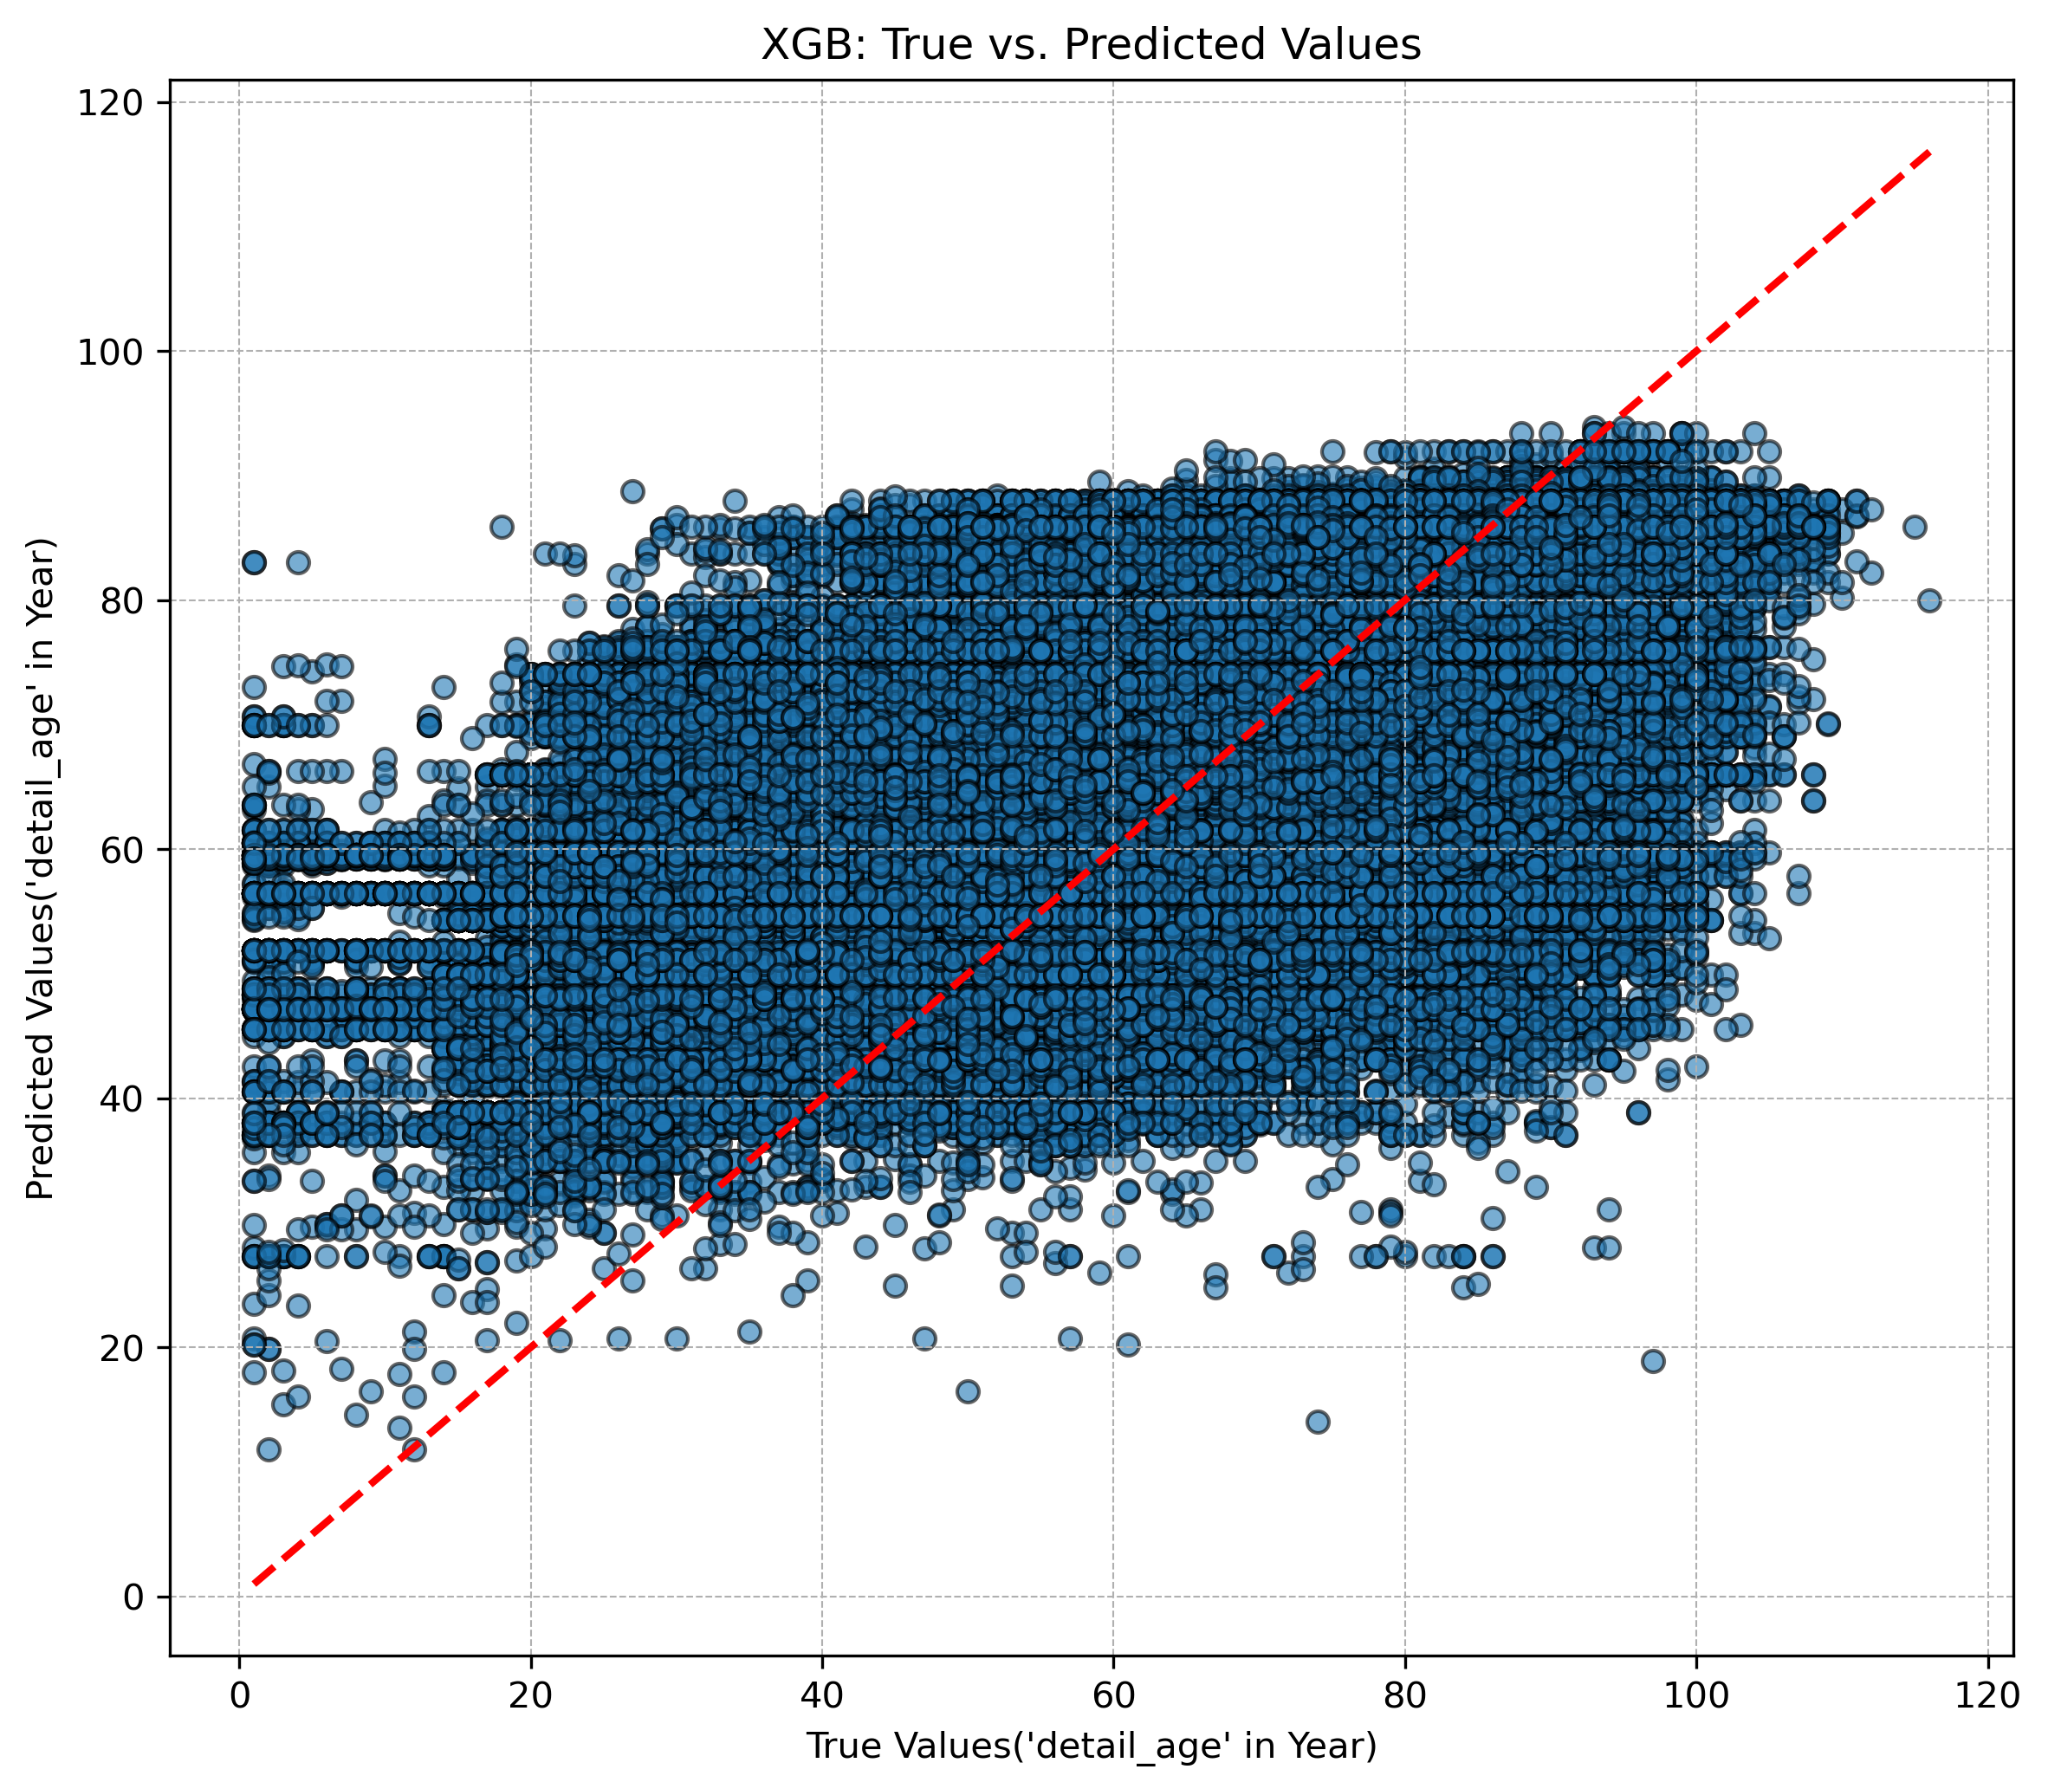 XGB: True vs. Predicted Values
Predicted Values('detail_age' in Year)
120
100
80
60
40
20
0
0 20 40 60 80 100 120
True Values('detail_age' in Year)